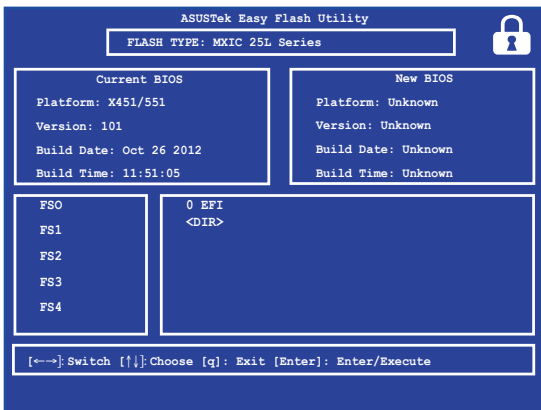 ASUSTek Easy Flash Utility
FLASH TYPE: MXIC 25L Series
Current BIOS
Platform: X451/551
Version: 101
Build Date: Oct 26 2012
Build Time: 11:51:05
New BIOS
Platform: Unknown
Version: Unknown
Build Date: Unknown
Build Time: Unknown
FSO
FS1
FS2
FS3
FS4
0 EFI
<DIR>
[←→]: Switch [↑↓]: Choose [q]: Exit [Enter]: Enter/Execute